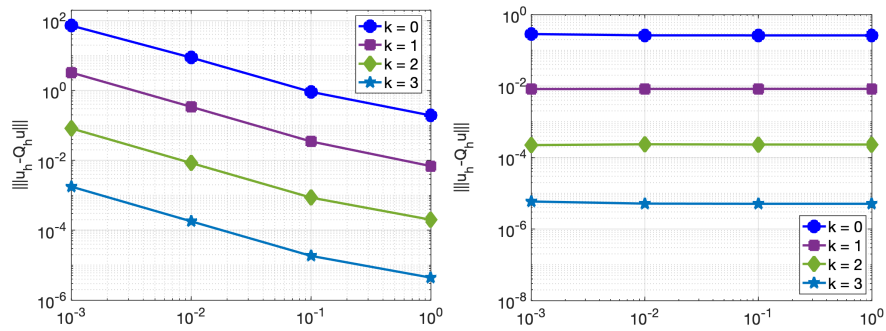 10^2
10^0
10^-2
10^-4
10^-6
|||u_h-Q_hu|||
10^-3
10^-2
10^-1
10^0
k = 0
k = 1
k = 2
k = 3
10^0
10^-2
10^-4
10^-6
10^-8
|||u_h-Q_hu|||
10^-3
10^-2
10^-1
10^0
k = 0
k = 1
k = 2
k = 3